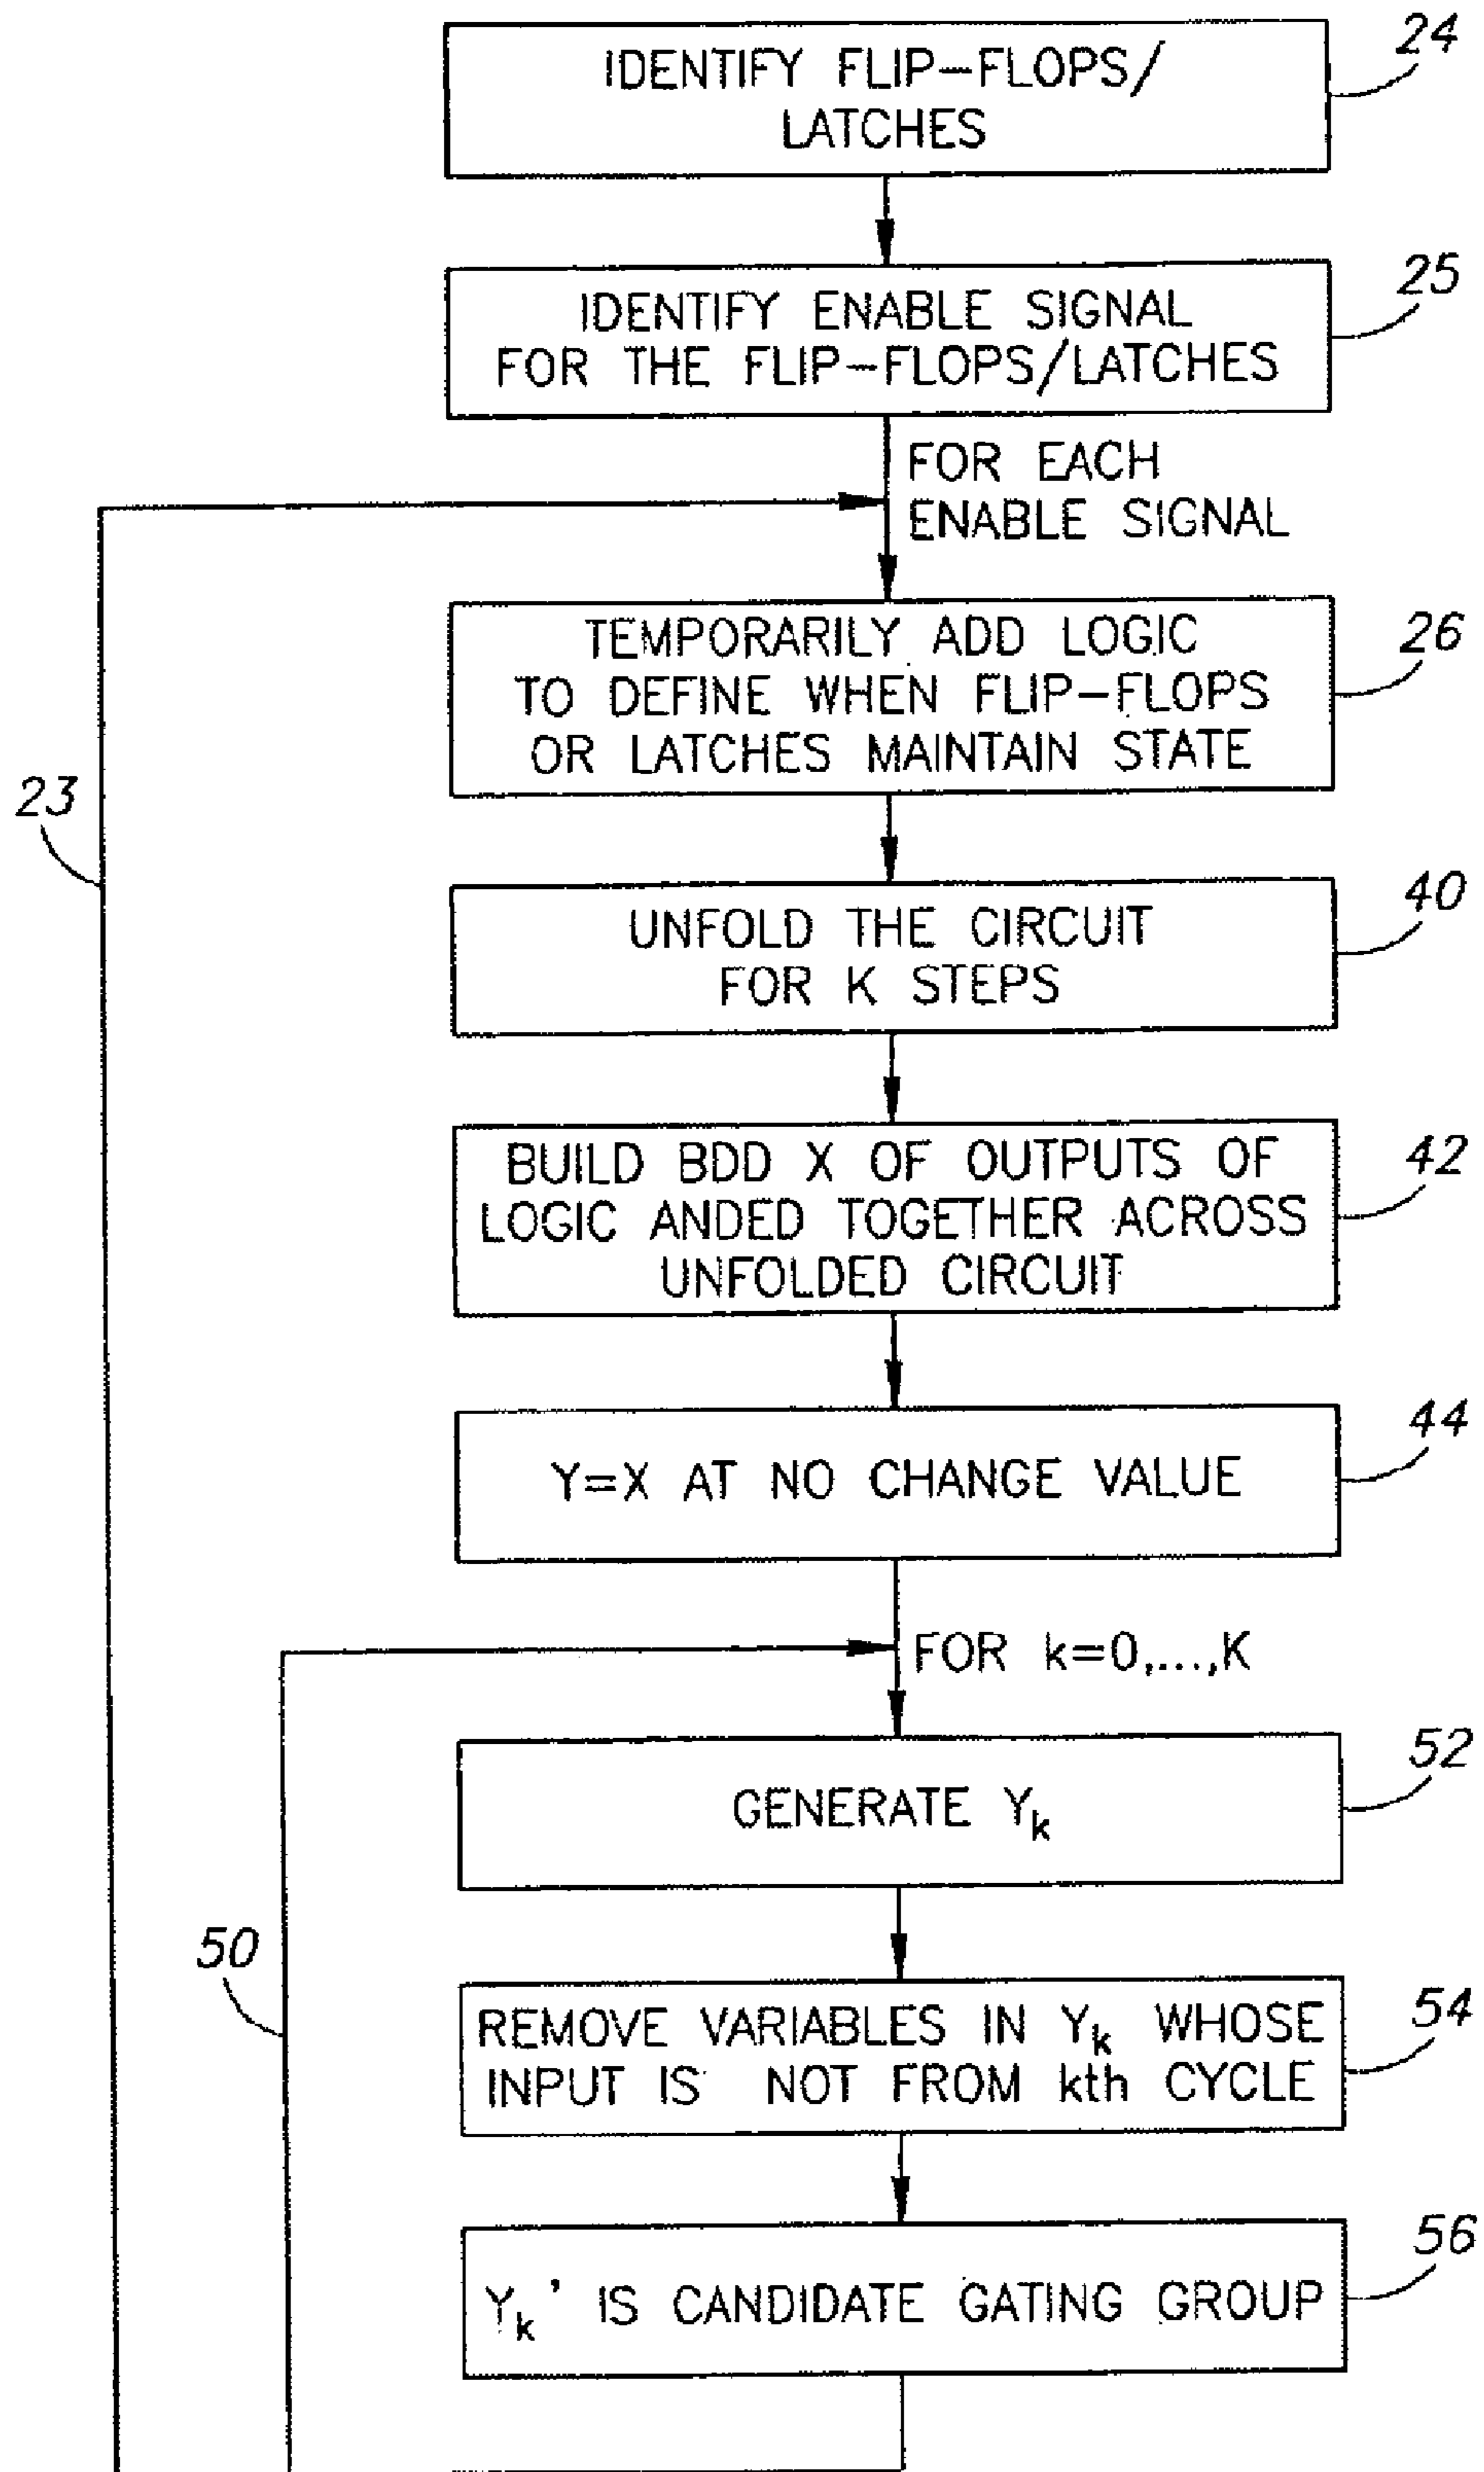 IDENTIFY FLIP-FLOPS/
LATCHES
24
IDENTIFY ENABLE SIGNAL
FOR THE FLIP-FLOPS/LATCHES
25
FOR EACH
ENABLE SIGNAL
TEMPORARILY ADD LOGIC
TO DEFINE WHEN FLIP-FLOPS
OR LATCHES MAINTAIN STATE
26
23
UNFOLD THE CIRCUIT
FOR K STEPS
40
BUILD BDD X OF OUTPUTS OF
LOGIC ANDED TOGETHER ACROSS
UNFOLDED CIRCUIT
42
Y=X AT NO CHANGE VALUE
44
FOR k=0,...,K
GENERATE Yk
52
50
REMOVE VARIABLES IN Yk WHOSE
INPUT IS NOT FROM kth CYCLE
54
Yk' IS CANDIDATE GATING GROUP
56